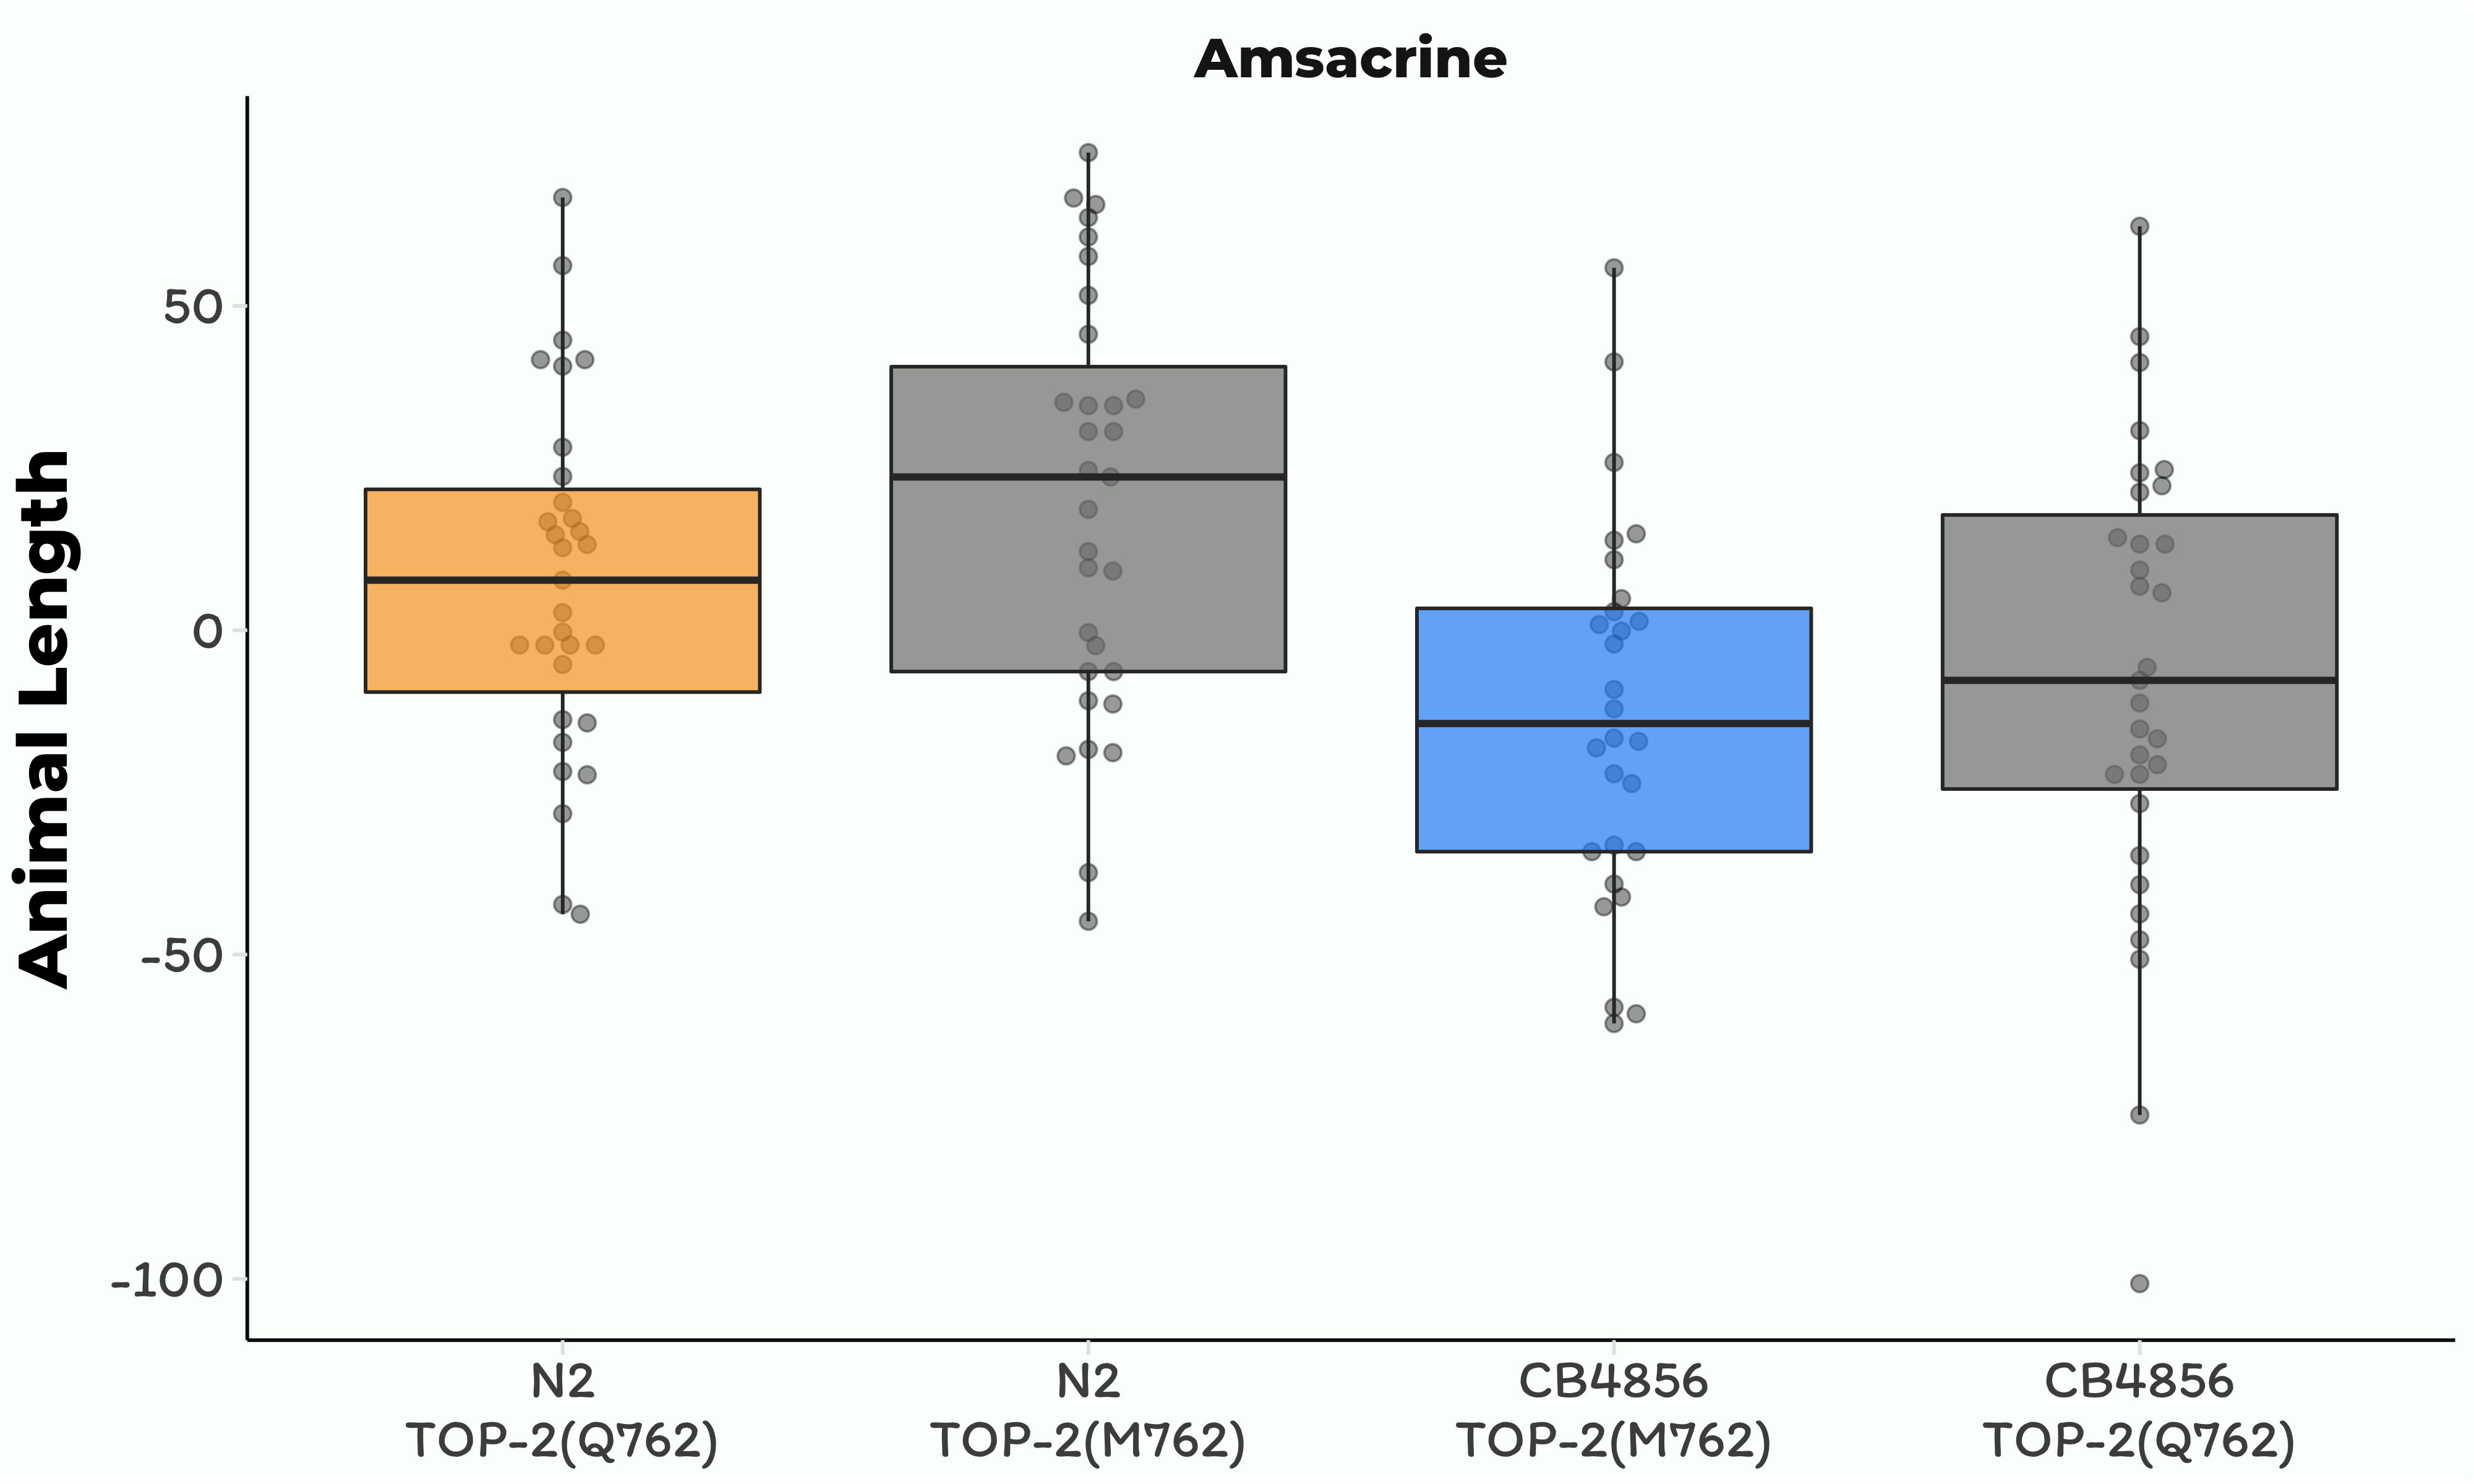 Amsacrine
Animal Length
50
0
-50
-100
N2
TOP-2(Q762)
N2
TOP-2(M762)
CB4856
TOP-2(M762)
CB4856
TOP-2(Q762)